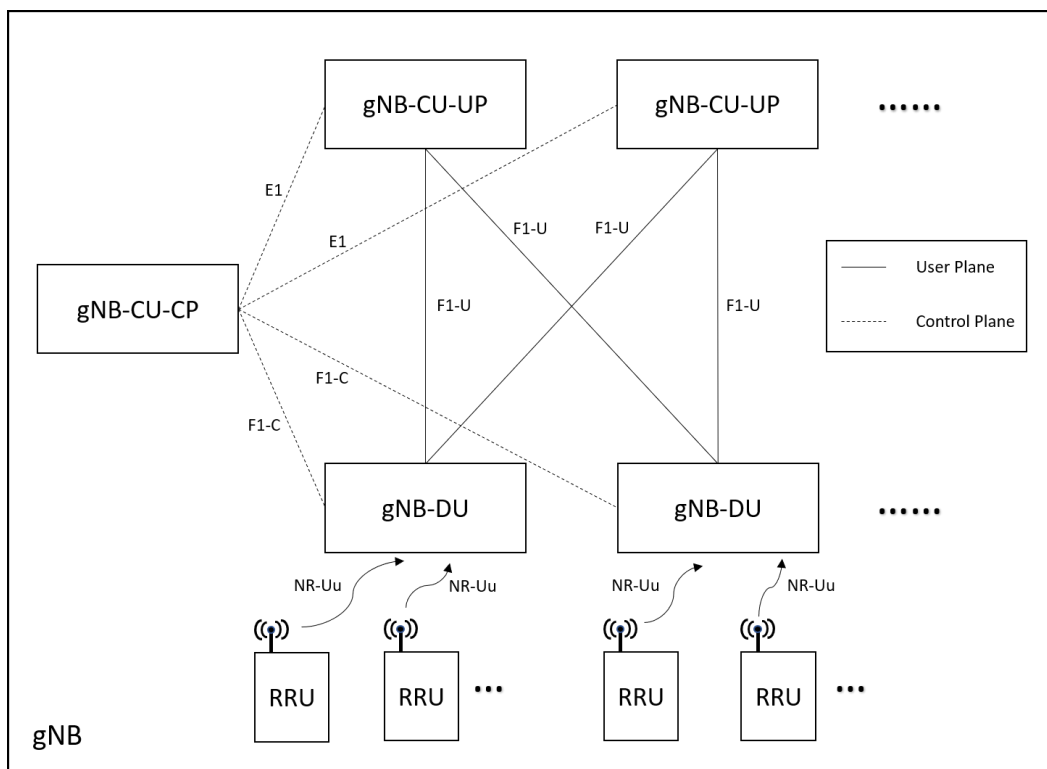 gNB-CU-UP
gNB-CU-UP
......
E1
E1
F1-U
F1-U
User Plane
gNB-CU-CP
F1-U
F1-U
Control Plane
F1-C
F1-C
gNB-DU
gNB-DU
......
NR-Uu
NR-Uu
NR-Uu
NR-Uu
RRU
RRU
...
RRU
RRU
...
gNB